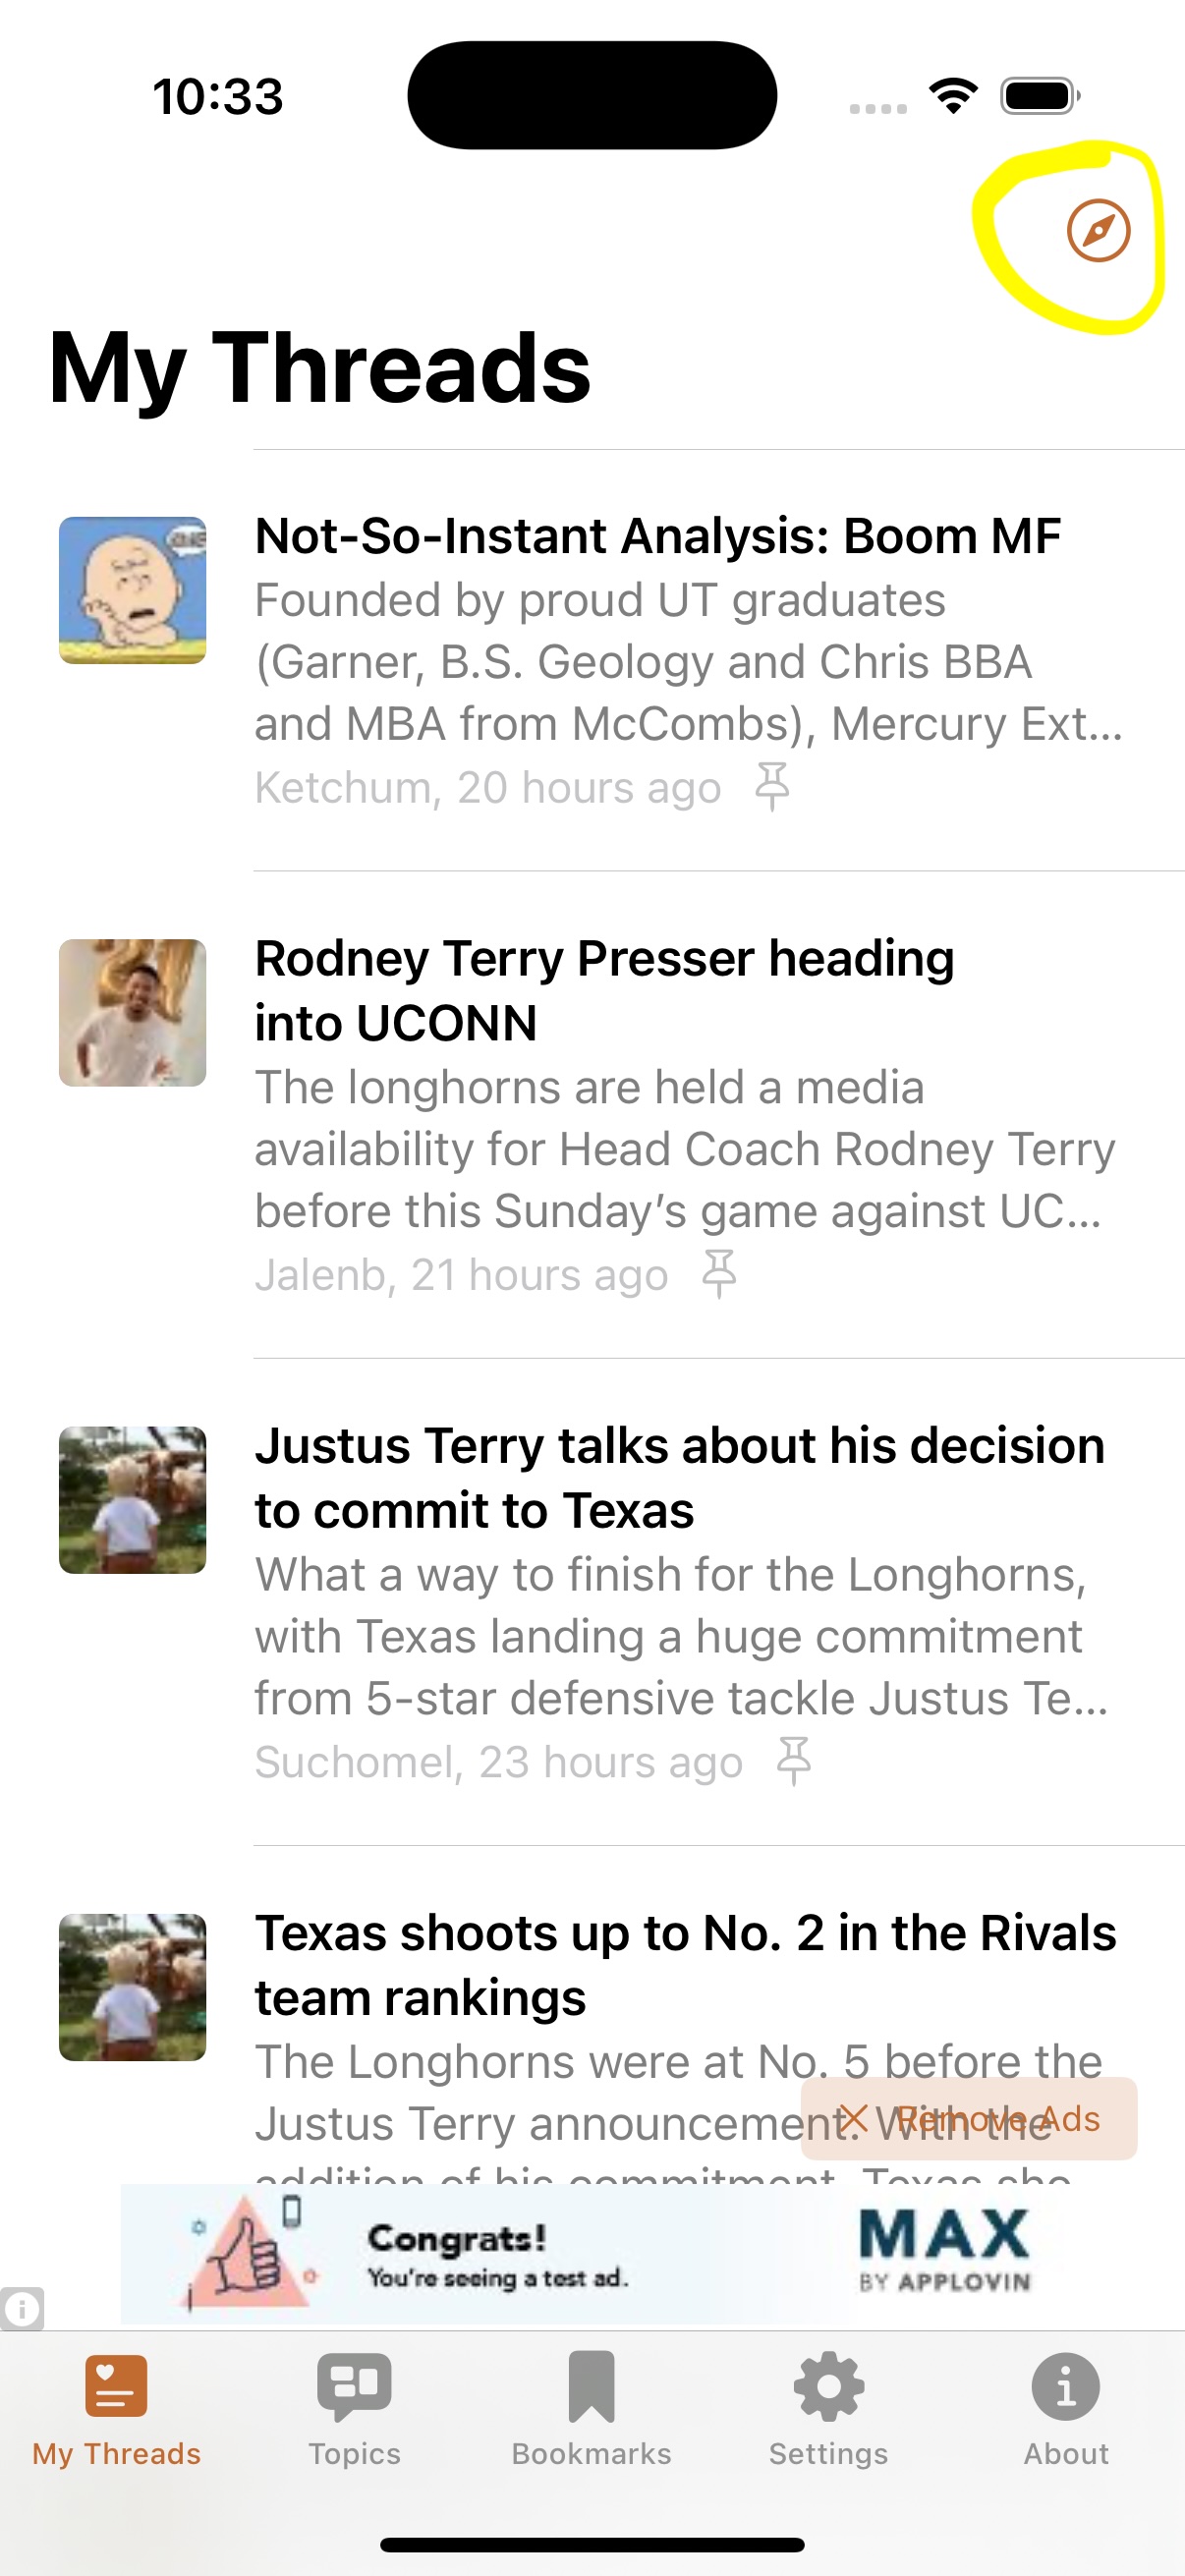 10:33
My Threads
Not-So-Instant Analysis: Boom MF
Founded by proud UT graduates
(Garner, B.S. Geology and Chris BBA
and MBA from McCombs), Mercury Ext...
Ketchum, 20 hours ago
Rodney Terry Presser heading
into UCONN
The longhorns are held a media
availability for Head Coach Rodney Terry
before this Sunday’s game against UC...
Jalenb, 21 hours ago
Justus Terry talks about his decision
to commit to Texas
What a way to finish for the Longhorns,
with Texas landing a huge commitment
from 5-star defensive tackle Justus Te...
Suchomel, 23 hours ago
Texas shoots up to No. 2 in the Rivals
team rankings
The Longhorns were at No. 5 before the
Justus Terry announcement. With the
Remove Ads
addition of his commitment, Texas sho...
Congrats!
You're seeing a test ad.
MAX
BY APPLOVIN
My Threads
Topics
Bookmarks
Settings
About